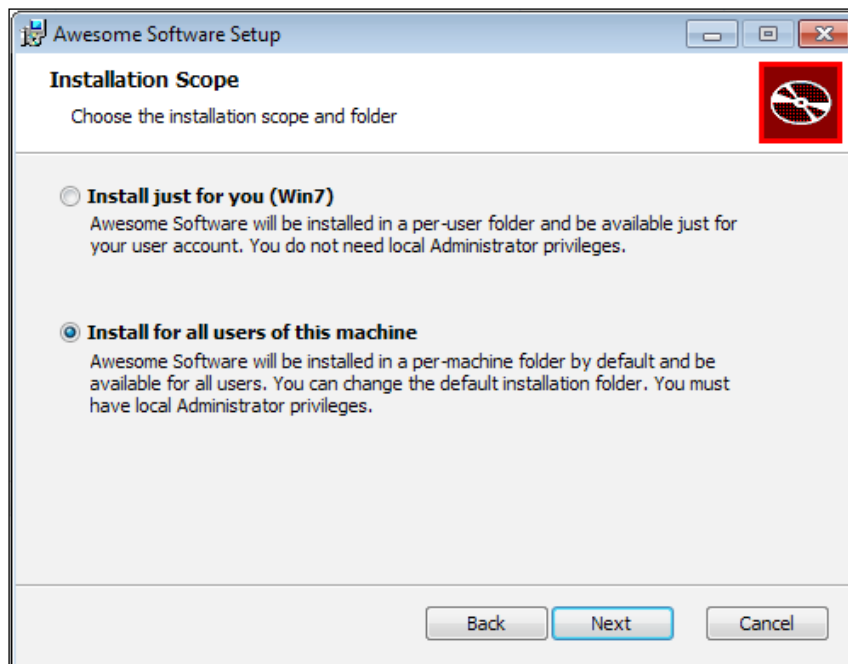 Awesome Software Setup
Installation Scope
Choose the installation scope and folder
Install just for you (Win7)
Awesome Software will be installed in a per-user folder and be available just for
your user account. You do not need local Administrator privileges.
Install for all users of this machine
Awesome Software will be installed in a per-machine folder by default and be
available for all users. You can change the default installation folder. You must
have local Administrator privileges.
Back Next Cancel